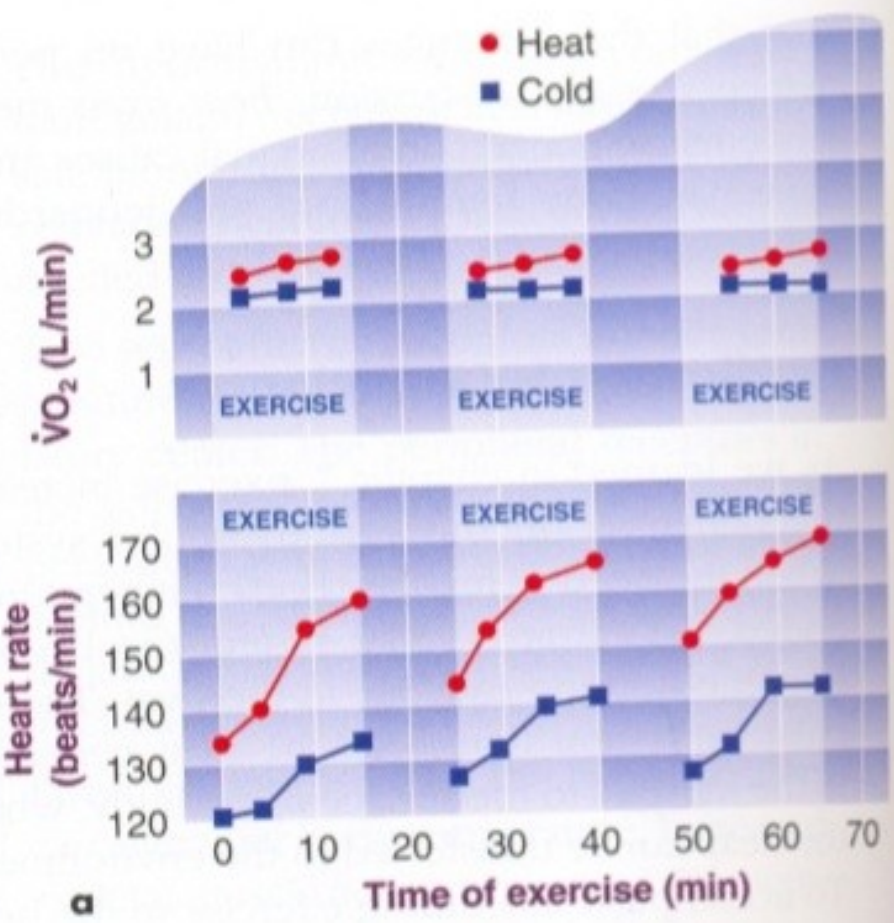 Heat
Cold
V̇O₂ (L/min)
3
2
1
EXERCISE EXERCISE EXERCISE
EXERCISE EXERCISE EXERCISE
Heart rate
(beats/min)
170
160
150
140
130
120
0 10 20 30 40 50 60 70
Time of exercise (min)
a